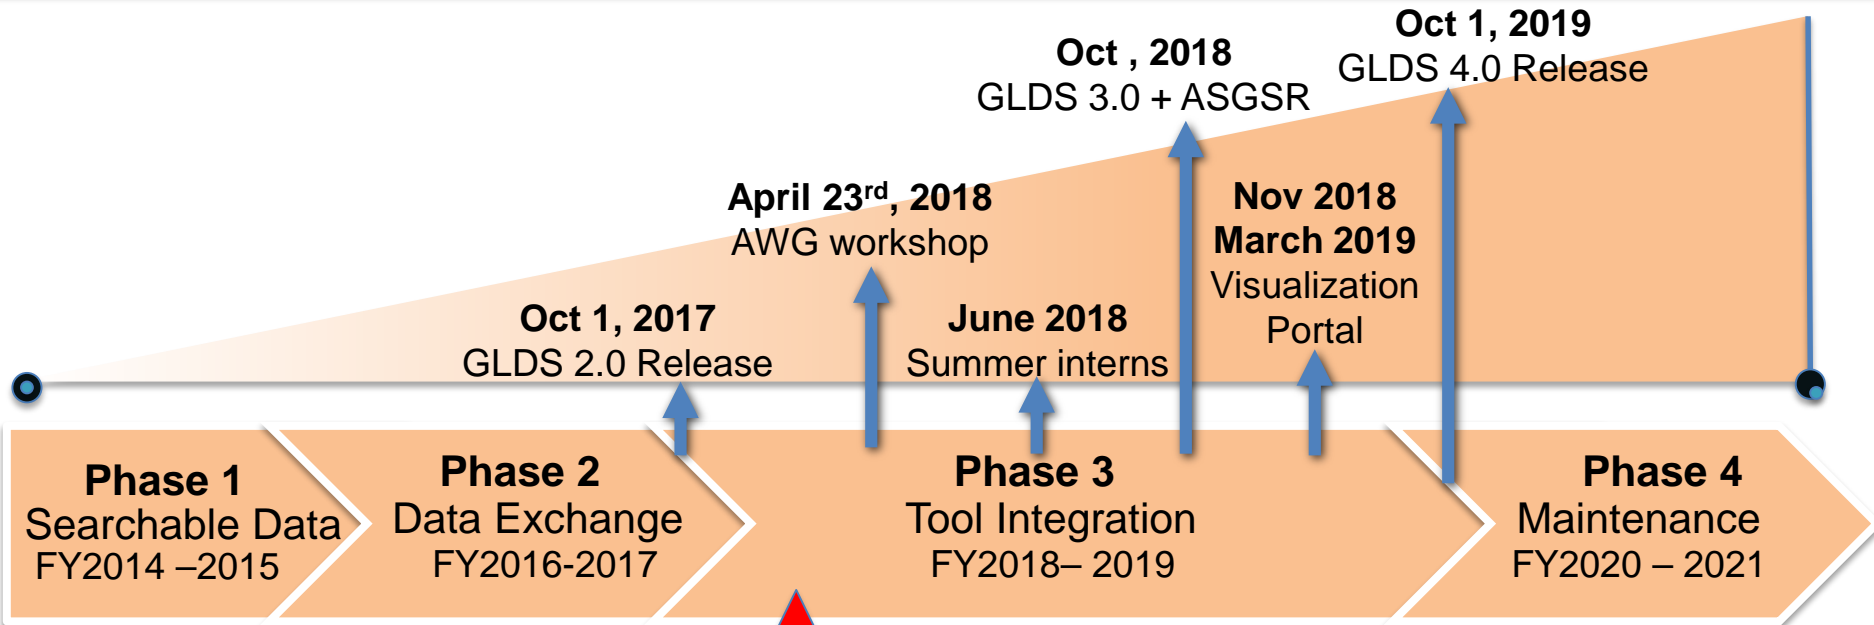 Oct 1, 2019
GLDS 4.0 Release
Oct , 2018
GLDS 3.0 + ASGSR
April 23rd, 2018
AWG workshop
Nov 2018
March 2019
Visualization
Portal
Oct 1, 2017
GLDS 2.0 Release
June 2018
Summer interns
Phase 1
Searchable Data
FY2014 –2015
Phase 2
Data Exchange
FY2016-2017
Phase 3
Tool Integration
FY2018– 2019
Phase 4
Maintenance
FY2020 – 2021